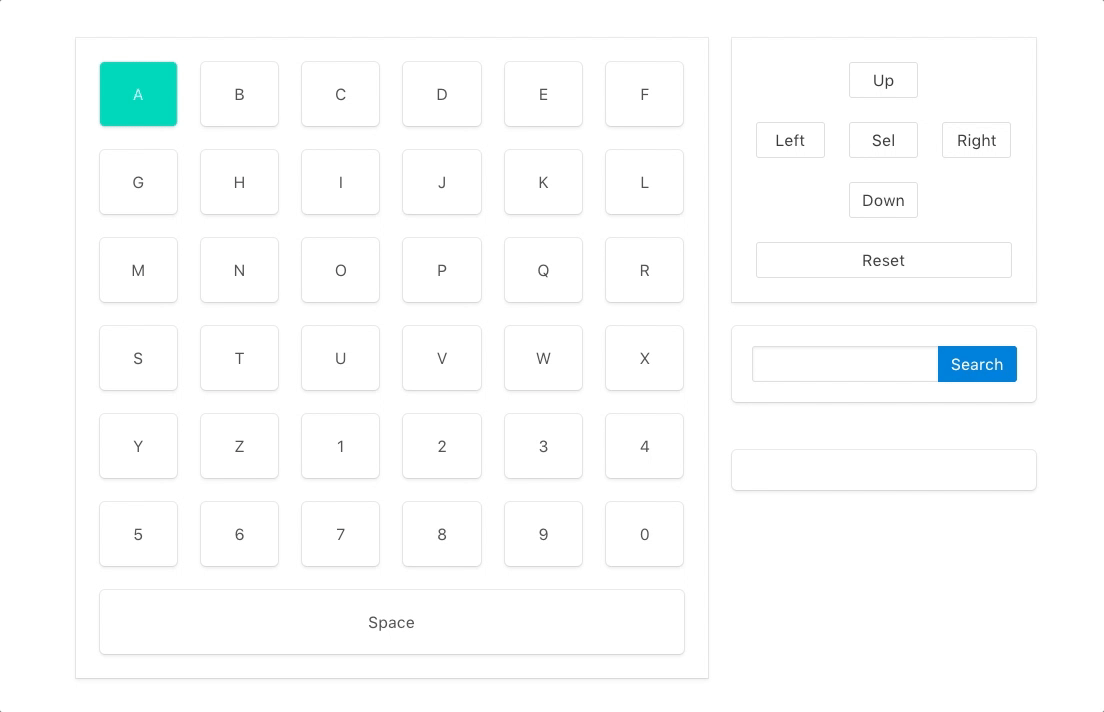 A B C D E F
G H I J K L
M N O P Q R
S T U V W X
Y Z 1 2 3 4
5 6 7 8 9 0
Space
Up
Left Sel Right
Down
Reset
Search